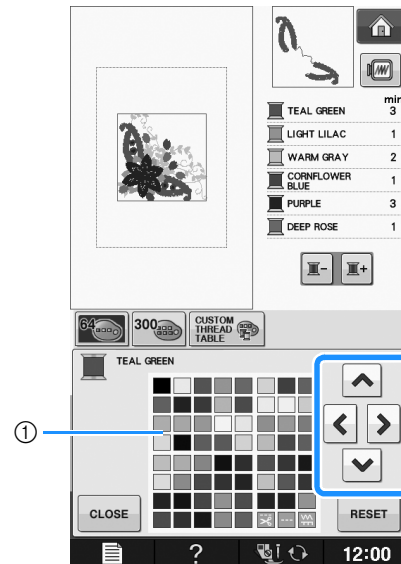 min
TEAL GREEN 3
LIGHT LILAC 1
WARM GRAY 2
CORNFLOWER
BLUE 1
PURPLE 3
DEEP ROSE 1
- +
64 300 CUSTOM
THREAD
TABLE
TEAL GREEN
①
CLOSE RESET
? 12:00